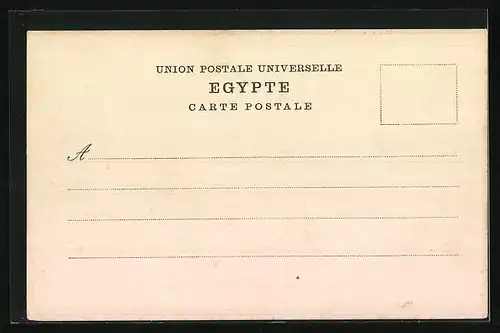 UNION POSTALE UNIVERSELLE
EGYPTE
CARTE POSTALE
A